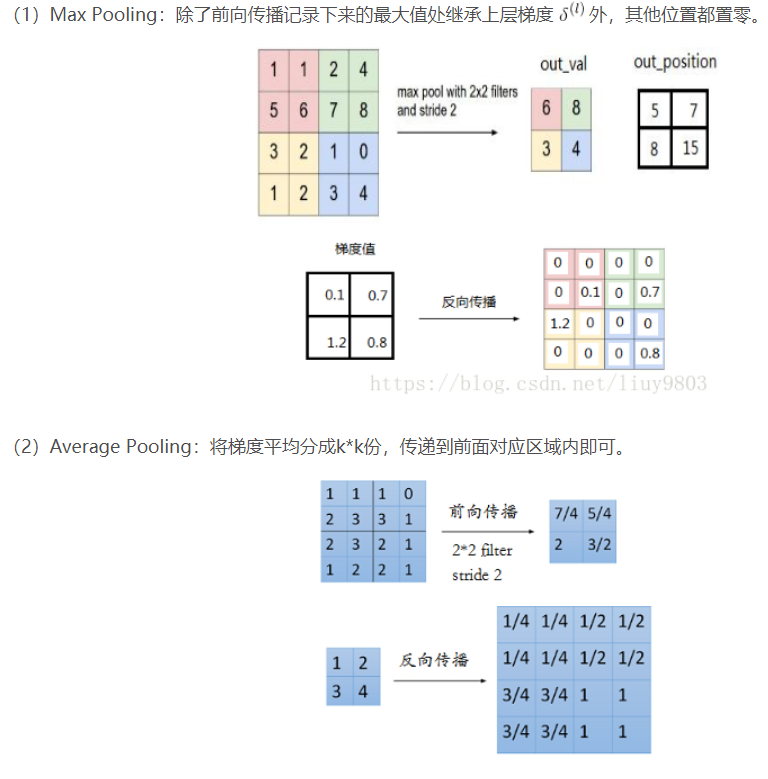 （1）Max Pooling：除了前向传播记录下来的最大值处继承上层梯度 δ⁽ˡ⁾ 外，其他位置都置零。
out_val
out_position
1 1 2 4
5 6 7 8
3 2 1 0
1 2 3 4
max pool with 2x2 filters
and stride 2
6 8
3 4
5 7
8 15
梯度值
0.1 0.7
1.2 0.8
反向传播
0 0 0 0
0 0.1 0 0.7
1.2 0 0 0
0 0 0 0.8
https://blog.csdn.net/liuy9803
（2）Average Pooling：将梯度平均分成k*k份，传递到前面对应区域内即可。
1 1 1 0
2 3 3 1
2 3 2 1
1 2 2 1
前向传播
2*2 filter
stride 2
7/4 5/4
2 3/2
1 2
3 4
反向传播
1/4 1/4 1/2 1/2
1/4 1/4 1/2 1/2
3/4 3/4 1 1
3/4 3/4 1 1